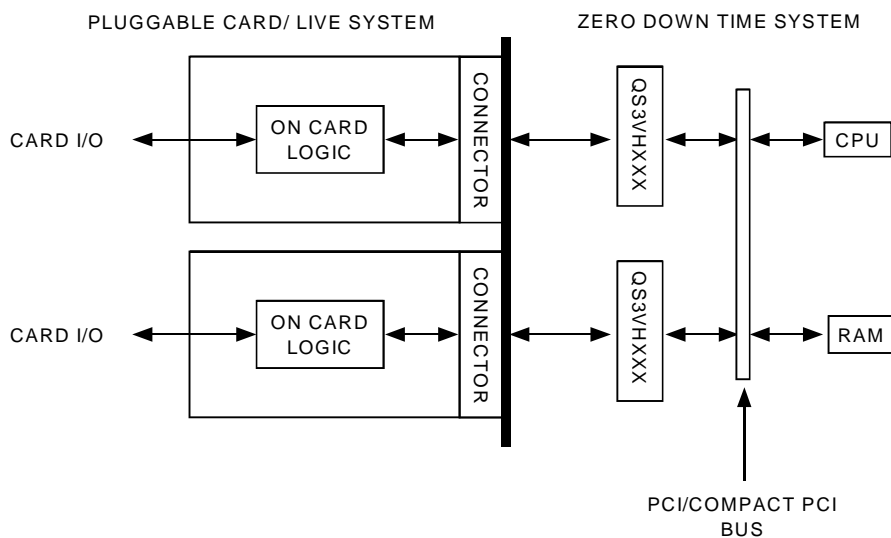 PLUGGABLE CARD/ LIVE SYSTEM
ZERO DOWN TIME SYSTEM
CARD I/O
ON CARD
LOGIC
CONNECTOR
QS3VHXXX
CPU
CARD I/O
ON CARD
LOGIC
CONNECTOR
QS3VHXXX
RAM
PCI/COMPACT PCI
BUS